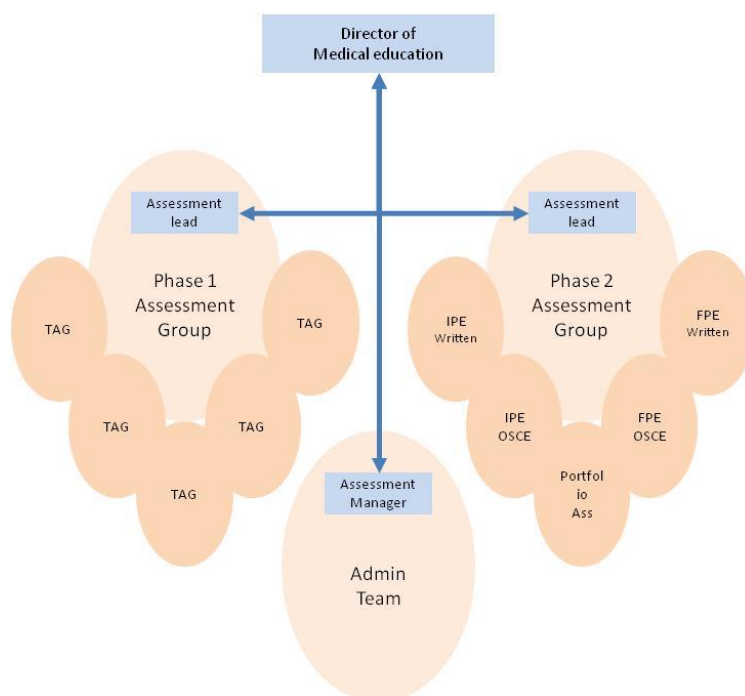 Director of
Medical education
Assessment
lead
Phase 1
Assessment
Group
TAG
TAG
TAG
TAG
TAG
Assessment
lead
Phase 2
Assessment
Group
IPE
Written
IPE
OSCE
Portfol
io
Ass
FPE
OSCE
FPE
Written
Assessment
Manager
Admin
Team